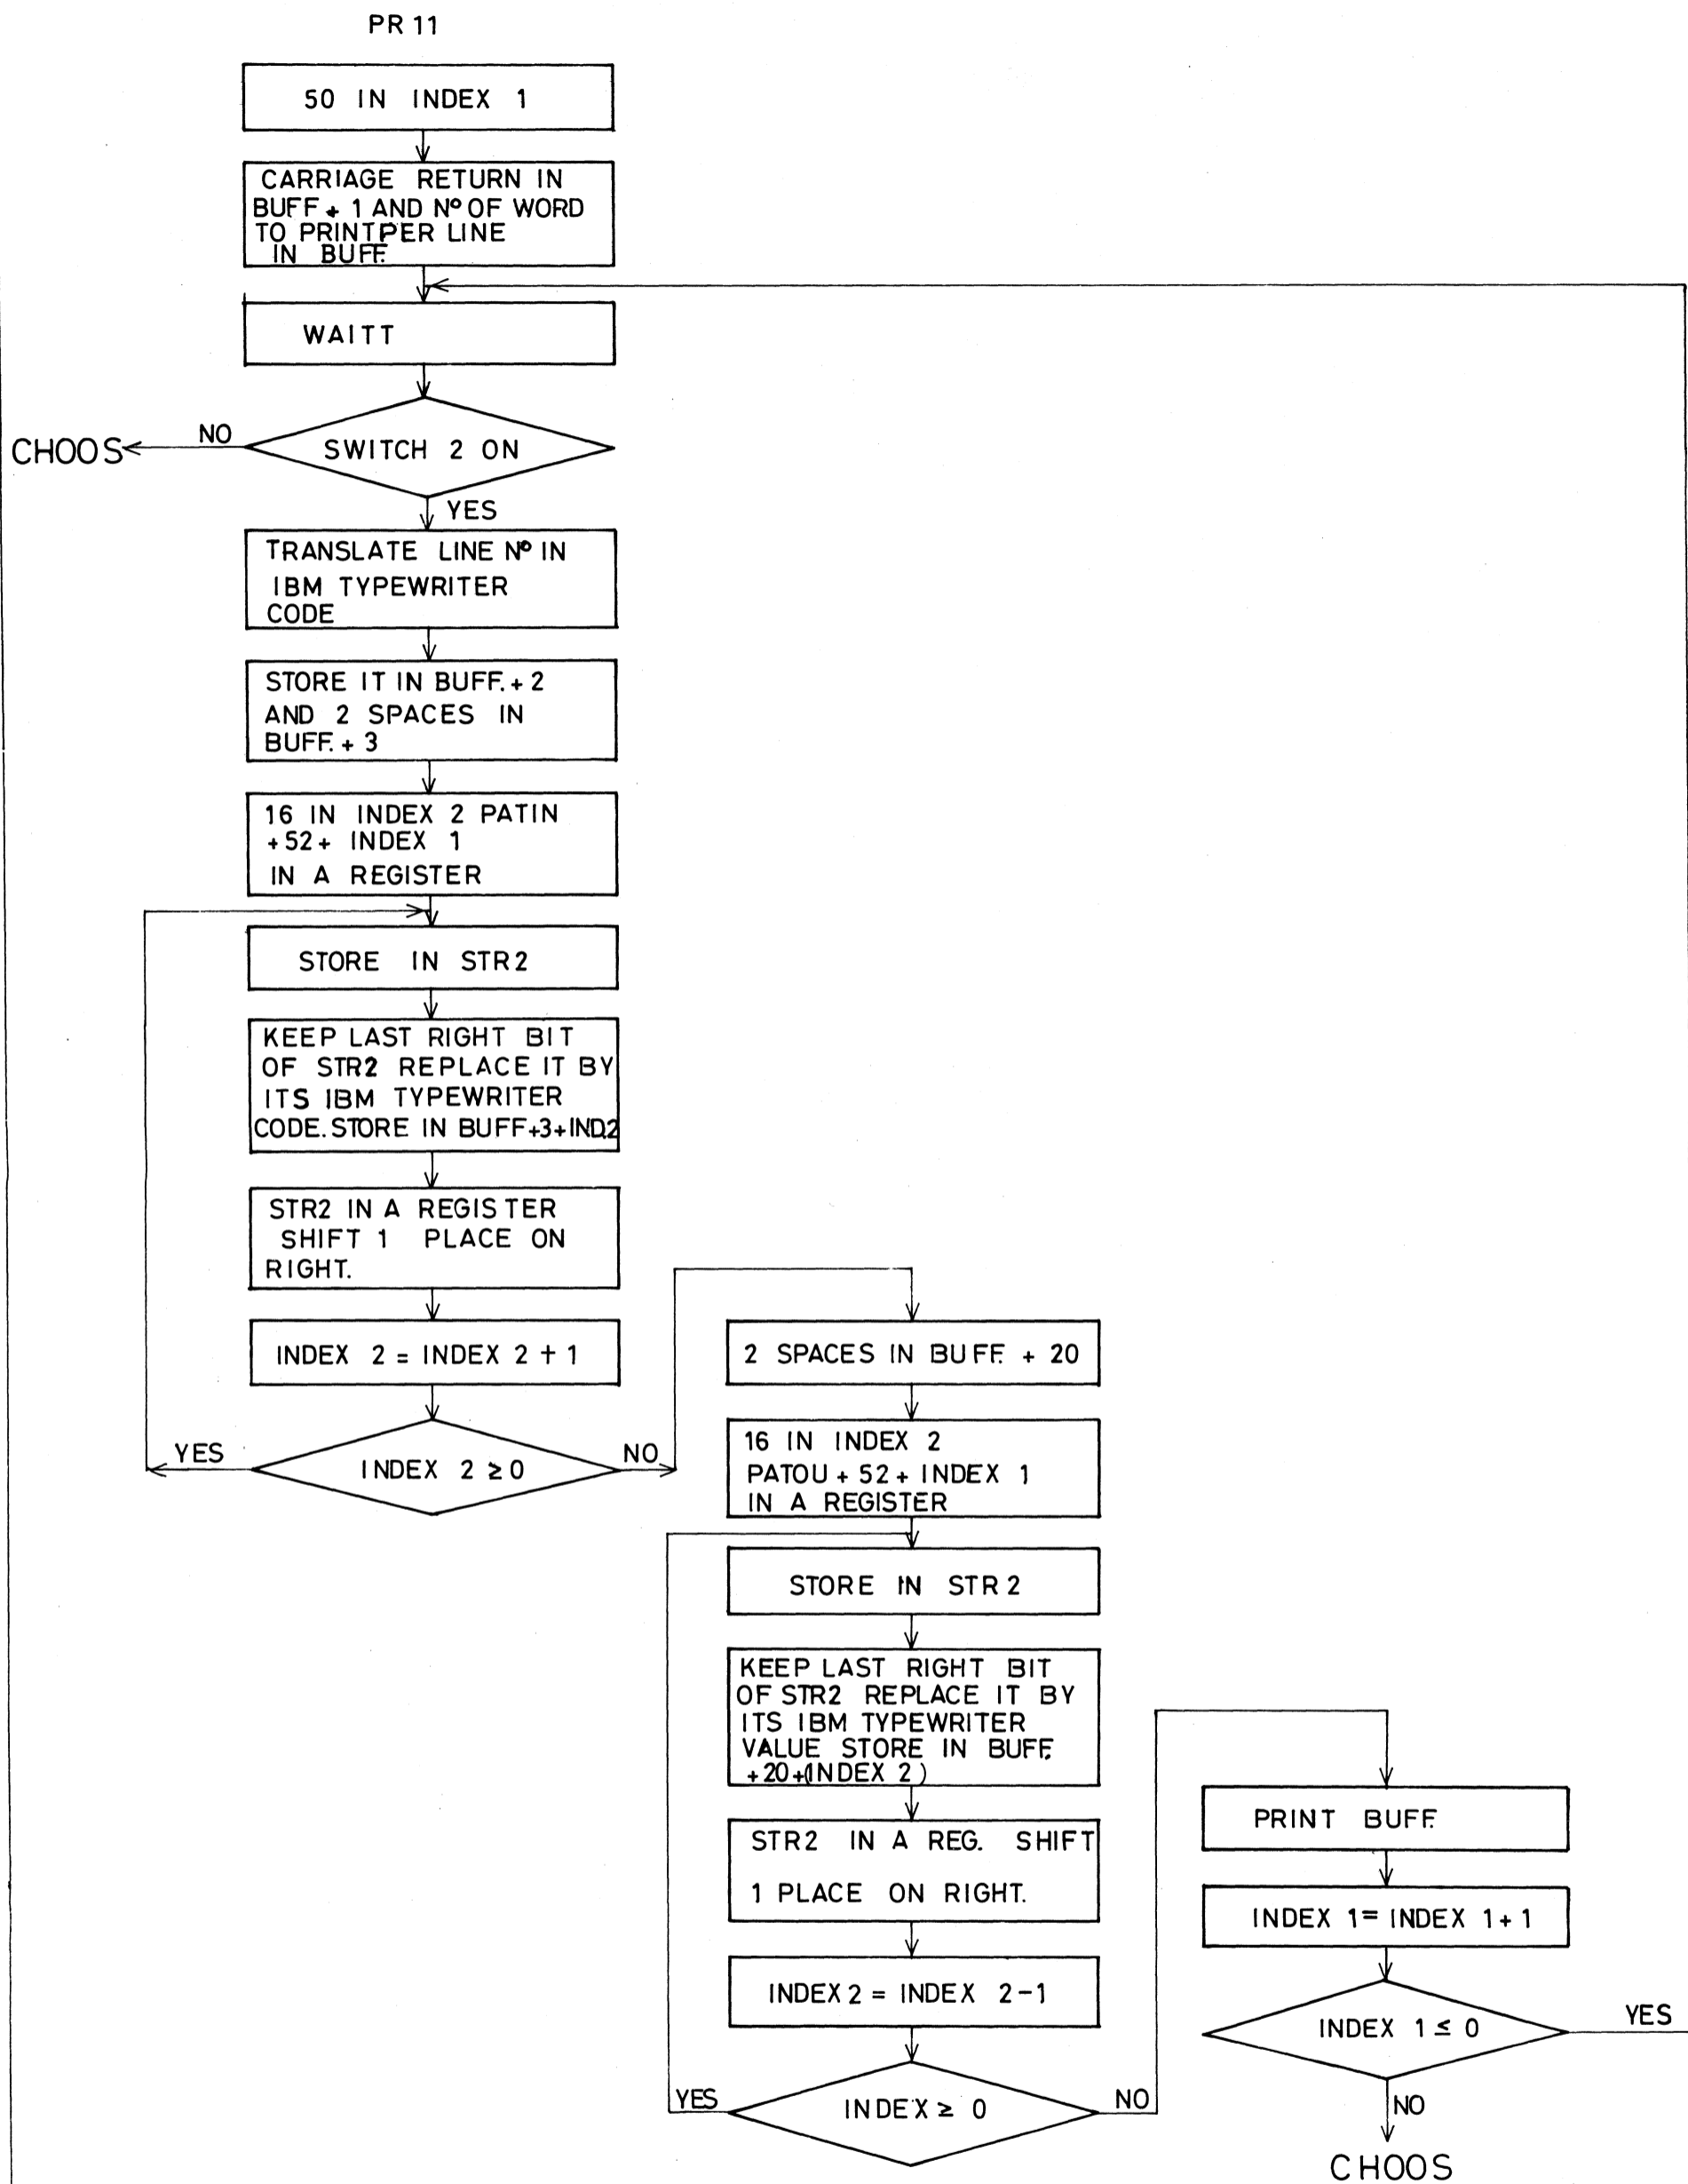 PR 11
50 IN INDEX 1
CARRIAGE RETURN IN
BUFF + 1 AND Nº OF WORD
TO PRINT PER LINE
IN BUFF.
WAITT
SWITCH 2 ON
NO
CHOOS
YES
TRANSLATE LINE Nº IN
IBM TYPEWRITER
CODE
STORE IT IN BUFF. + 2
AND 2 SPACES IN
BUFF. + 3
16 IN INDEX 2 PATIN
+52+ INDEX 1
IN A REGISTER
STORE IN STR2
KEEP LAST RIGHT BIT
OF STR2 REPLACE IT BY
ITS IBM TYPEWRITER
CODE. STORE IN BUFF+3+IND.2
STR2 IN A REGISTER
SHIFT 1 PLACE ON
RIGHT.
INDEX 2 = INDEX 2 + 1
INDEX 2 ≥ 0
YES
NO
2 SPACES IN BUFF. + 20
16 IN INDEX 2
PATOU + 52 + INDEX 1
IN A REGISTER
STORE IN STR2
KEEP LAST RIGHT BIT
OF STR2 REPLACE IT BY
ITS IBM TYPEWRITER
VALUE STORE IN BUFF.
+20+(INDEX 2)
STR2 IN A REG. SHIFT
1 PLACE ON RIGHT.
INDEX 2 = INDEX 2-1
INDEX ≥ 0
YES
NO
PRINT BUFF.
INDEX 1 = INDEX 1 + 1
INDEX 1 ≤ 0
YES
NO
CHOOS